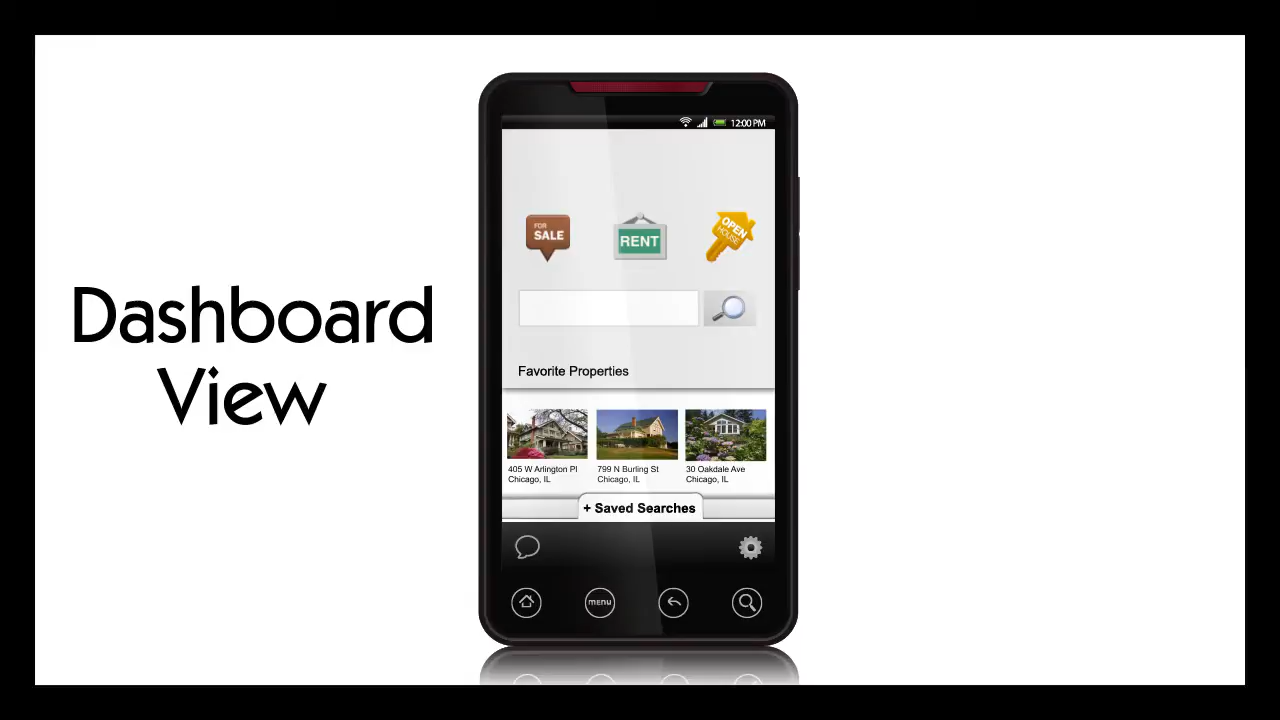 Dashboard
View
12:00 PM
FOR
SALE
RENT
OPEN
HOUSE
Favorite Properties
405 W Arlington Pl
Chicago, IL
799 N Burling St
Chicago, IL
30 Oakdale Ave
Chicago, IL
+ Saved Searches
MENU